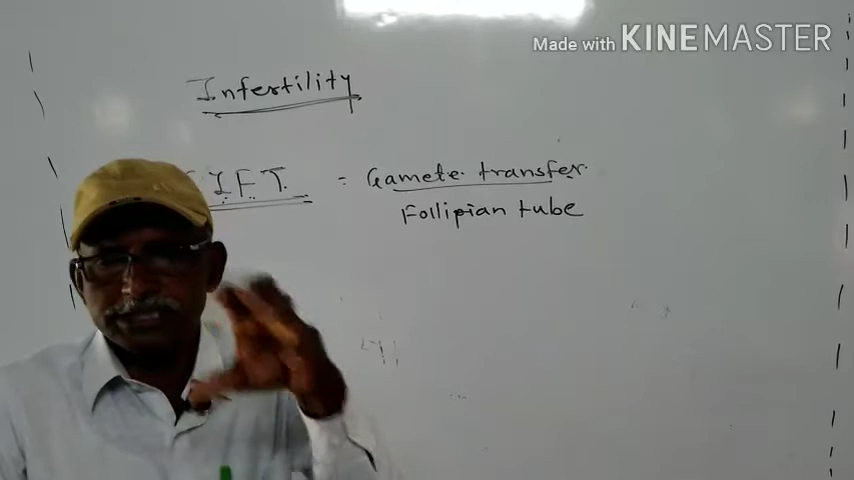 Made with KINEMASTER
Infertility
IFT = Gamete transfer
Follipian tube